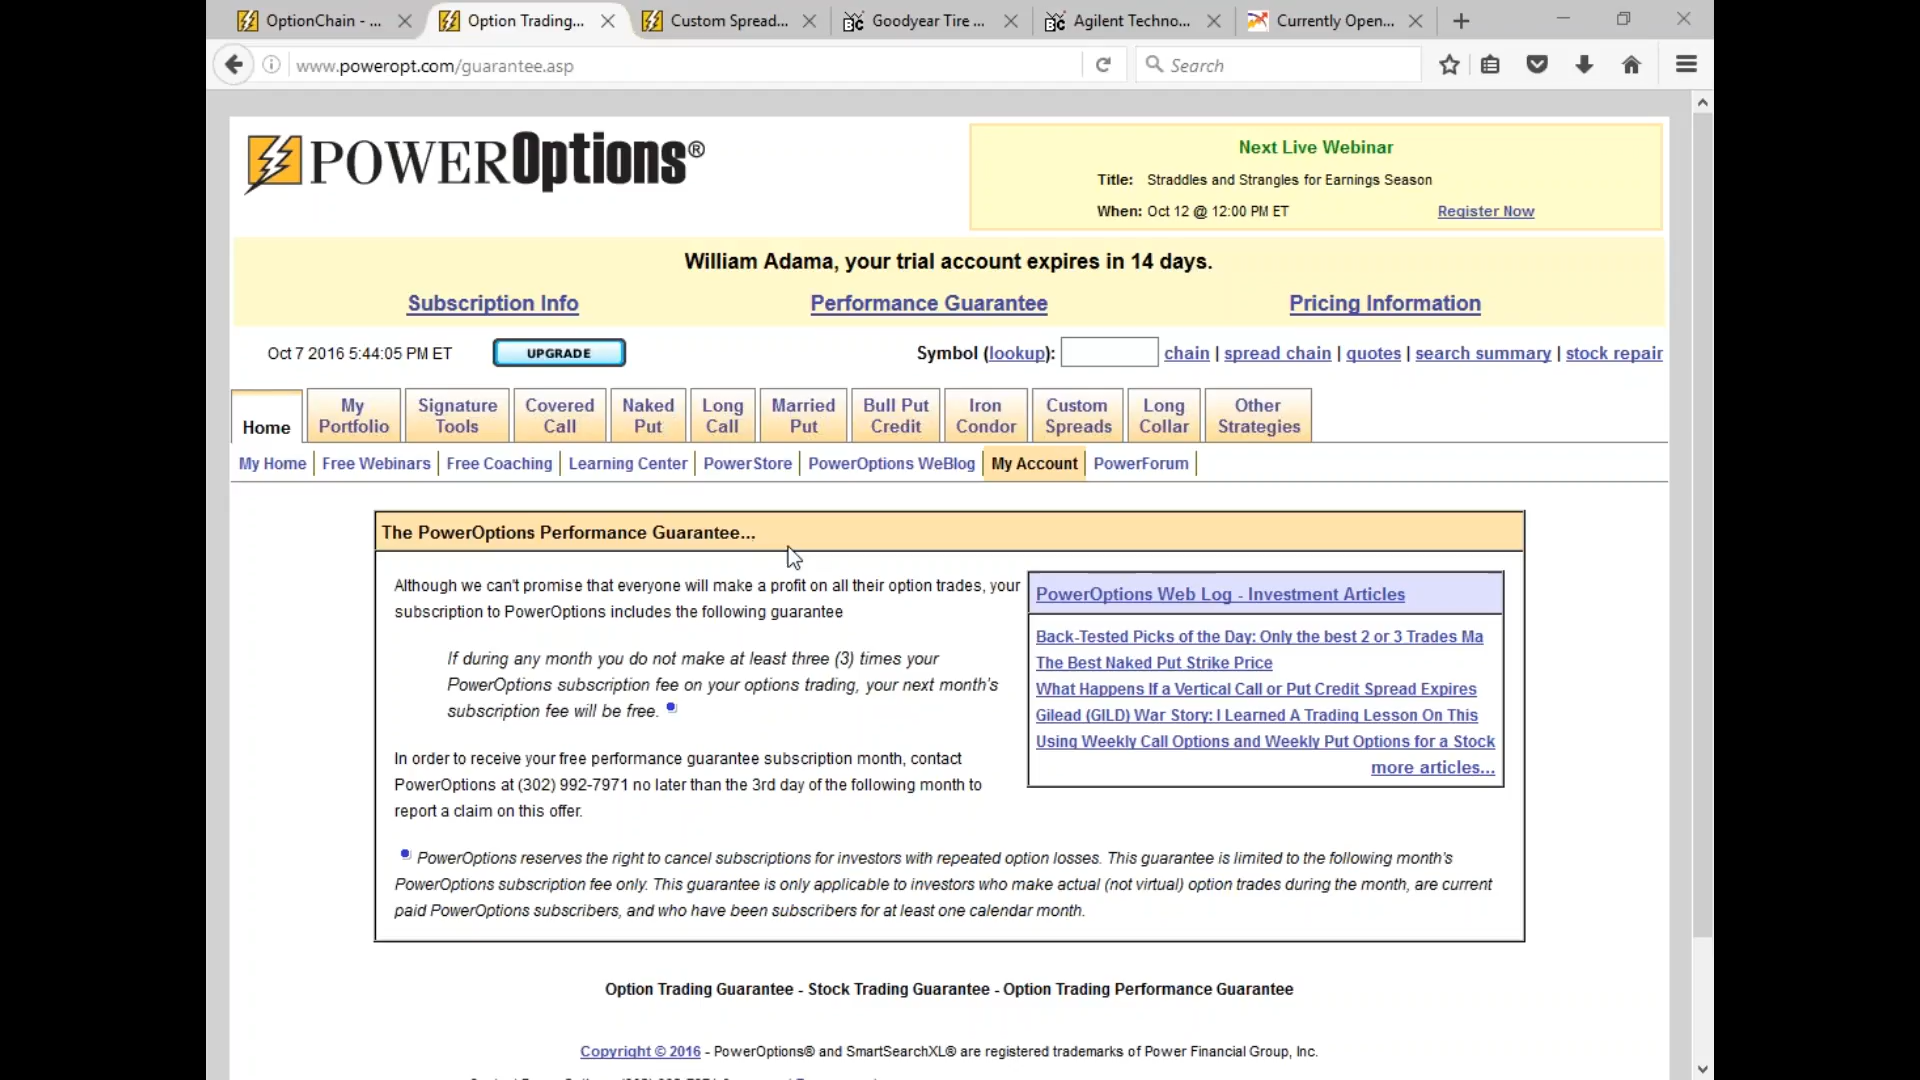 OptionChain - ...
Option Trading...
Custom Spread...
Goodyear Tire ...
Agilent Techno...
Currently Open...
www.poweropt.com/guarantee.asp
Search
POWEROptions®
Next Live Webinar
Title: Straddles and Strangles for Earnings Season
When: Oct 12 @ 12:00 PM ET Register Now
William Adama, your trial account expires in 14 days.
Subscription Info Performance Guarantee Pricing Information
Oct 7 2016 5:44:05 PM ET UPGRADE Symbol (lookup): chain | spread chain | quotes | search summary | stock repair
Home
My Portfolio
Signature Tools
Covered Call
Naked Put
Long Call
Married Put
Bull Put Credit
Iron Condor
Custom Spreads
Long Collar
Other Strategies
My Home | Free Webinars | Free Coaching | Learning Center | PowerStore | PowerOptions WeBlog | My Account | PowerForum |
The PowerOptions Performance Guarantee...
Although we can't promise that everyone will make a profit on all their option trades, your
subscription to PowerOptions includes the following guarantee
If during any month you do not make at least three (3) times your
PowerOptions subscription fee on your options trading, your next month's
subscription fee will be free.
In order to receive your free performance guarantee subscription month, contact
PowerOptions at (302) 992-7971 no later than the 3rd day of the following month to
report a claim on this offer.
PowerOptions Web Log - Investment Articles
Back-Tested Picks of the Day: Only the best 2 or 3 Trades Ma
The Best Naked Put Strike Price
What Happens If a Vertical Call or Put Credit Spread Expires
Gilead (GILD) War Story: I Learned A Trading Lesson On This
Using Weekly Call Options and Weekly Put Options for a Stock
more articles...
PowerOptions reserves the right to cancel subscriptions for investors with repeated option losses. This guarantee is limited to the following month's
PowerOptions subscription fee only. This guarantee is only applicable to investors who make actual (not virtual) option trades during the month, are current
paid PowerOptions subscribers, and who have been subscribers for at least one calendar month.
Option Trading Guarantee - Stock Trading Guarantee - Option Trading Performance Guarantee
Copyright © 2016 - PowerOptions® and SmartSearchXL® are registered trademarks of Power Financial Group, Inc.